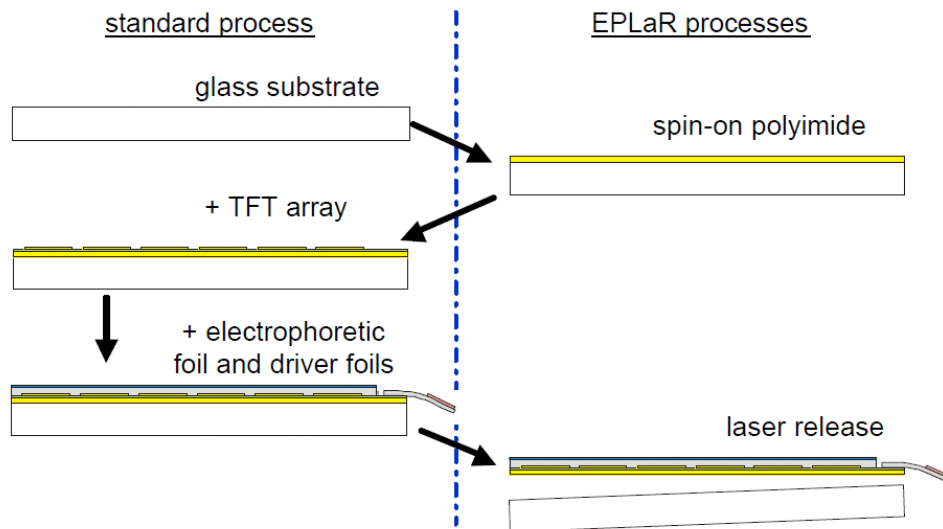 standard process
EPLaR processes
glass substrate
spin-on polyimide
+ TFT array
+ electrophoretic
foil and driver foils
laser release